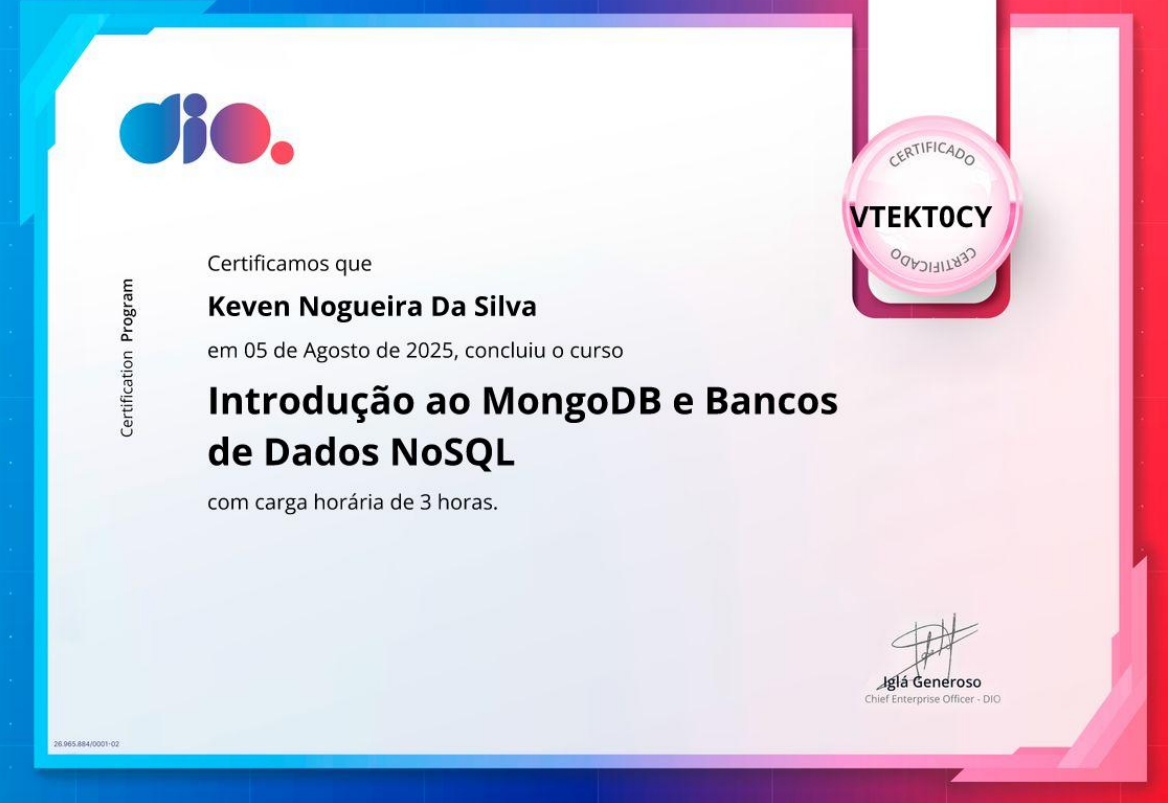 dio.
CERTIFICADO
VTEKT0CY
CERTIFICADO
Certification Program
Certificamos que
Keven Nogueira Da Silva
em 05 de Agosto de 2025, concluiu o curso
Introdução ao MongoDB e Bancos
de Dados NoSQL
com carga horária de 3 horas.
Iglá Generoso
Chief Enterprise Officer - DIO
26.965.884/0001-02